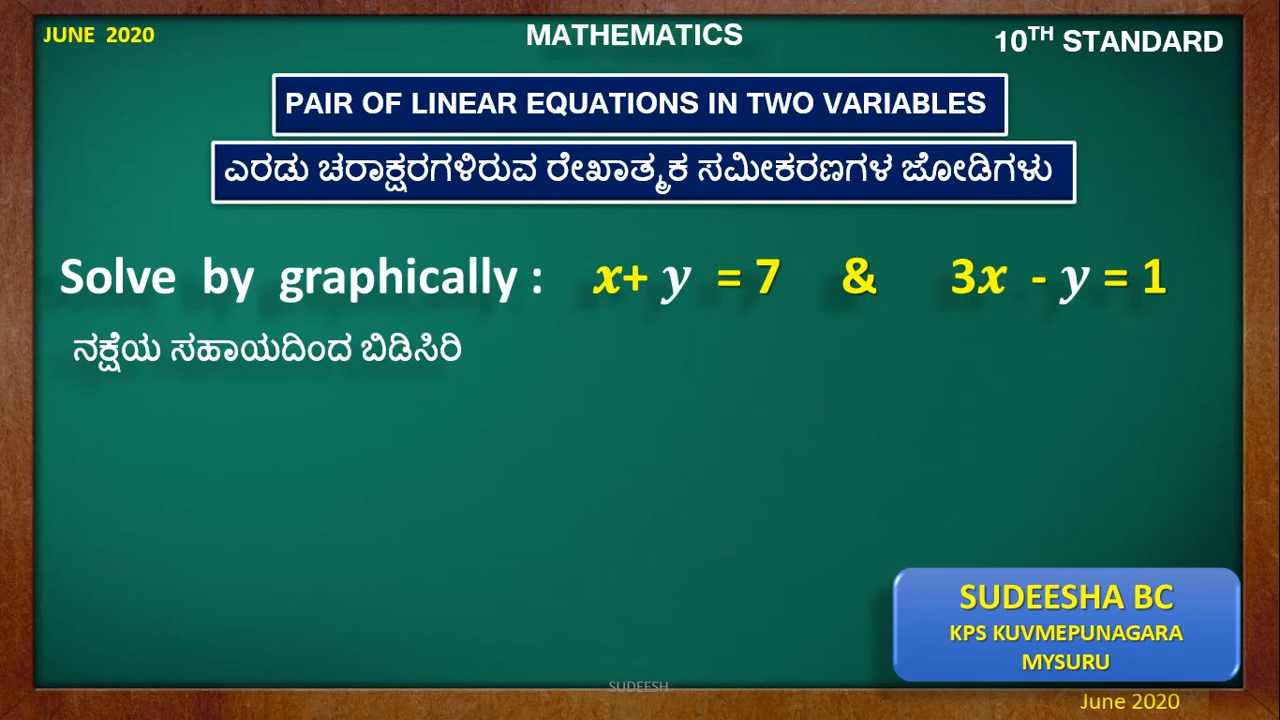 JUNE 2020
MATHEMATICS
10TH STANDARD
PAIR OF LINEAR EQUATIONS IN TWO VARIABLES
ಎರಡು ಚರಾಕ್ಷರಗಳಿರುವ ರೇಖಾತ್ಮಕ ಸಮೀಕರಣಗಳ ಜೋಡಿಗಳು
Solve by graphically : x+ y = 7 & 3x - y = 1
ನಕ್ಷೆಯ ಸಹಾಯದಿಂದ ಬಿಡಿಸಿರಿ
SUDEESHA BC
KPS KUVMEPUNAGARA
MYSURU
SUDEESH
June 2020